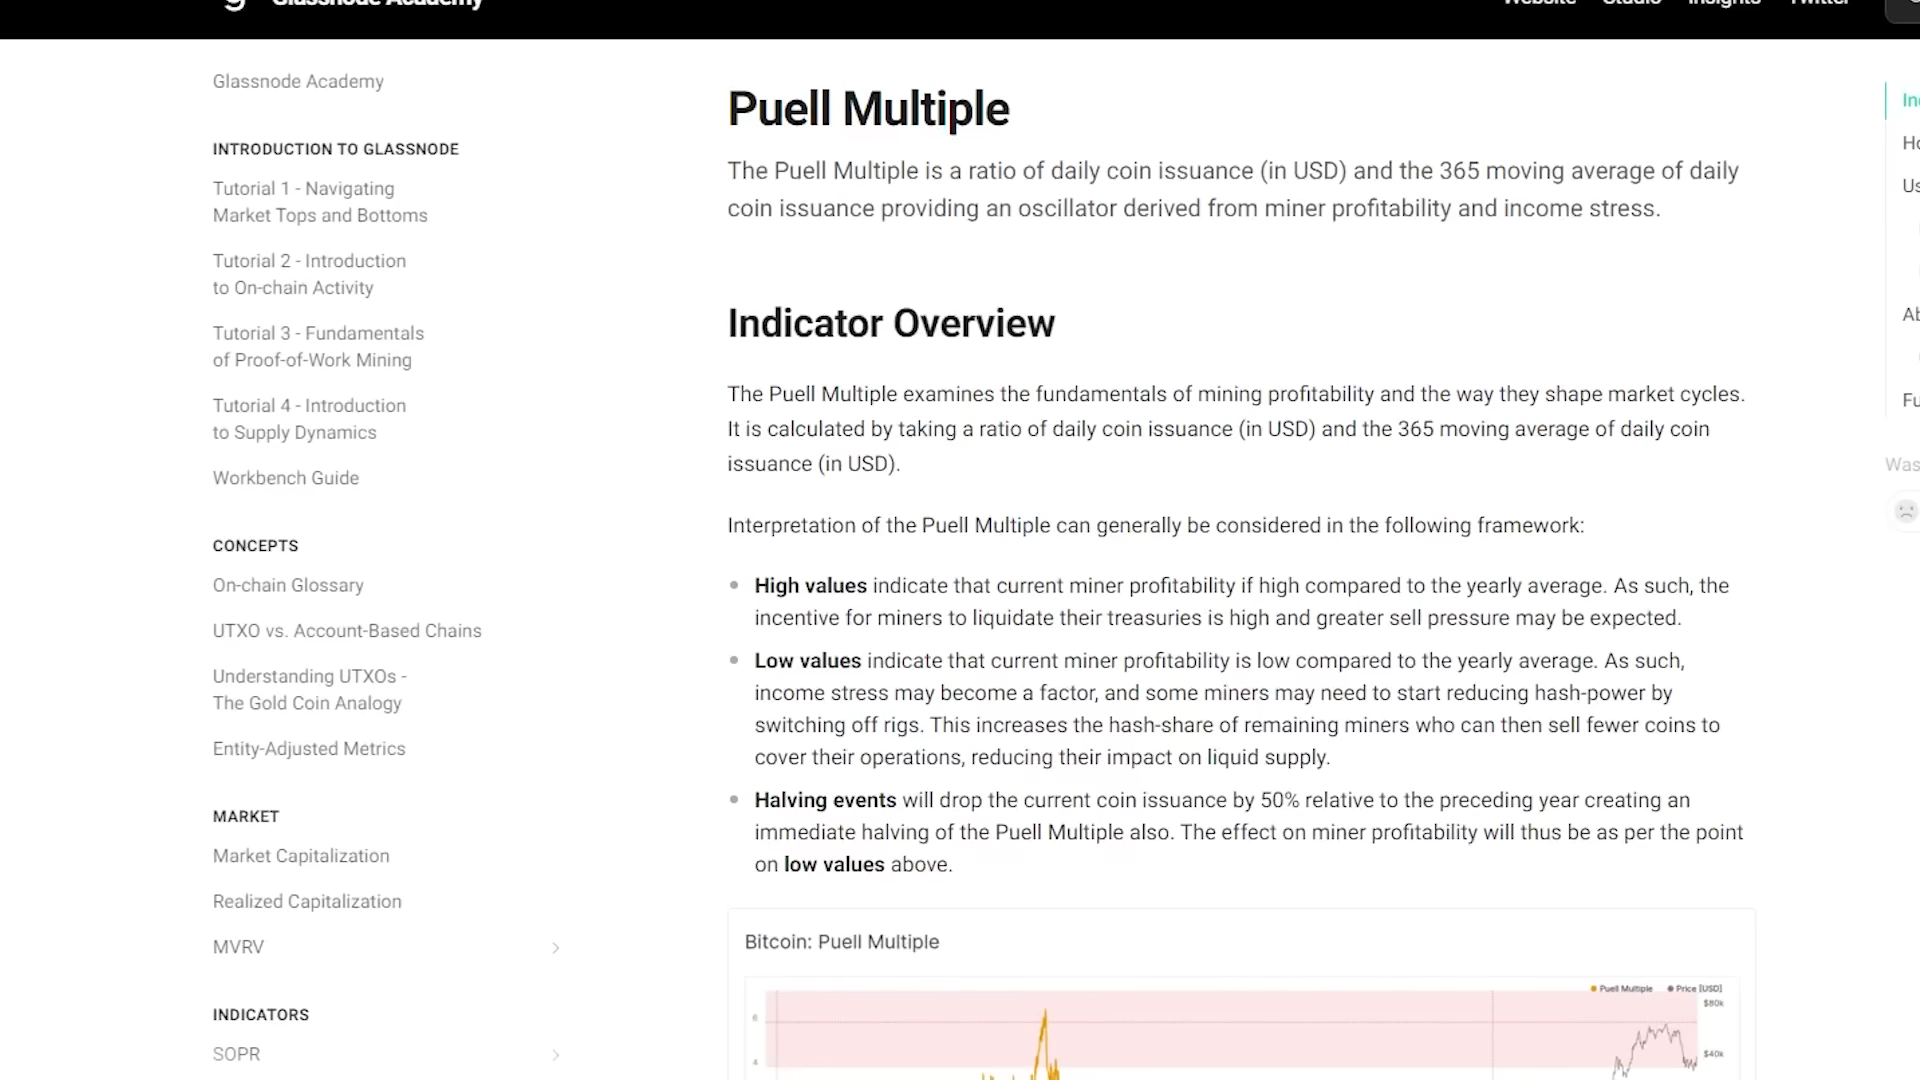 Glassnode Academy
Website Studio Insights Twitter
Glassnode Academy
INTRODUCTION TO GLASSNODE
Tutorial 1 - Navigating
Market Tops and Bottoms
Tutorial 2 - Introduction
to On-chain Activity
Tutorial 3 - Fundamentals
of Proof-of-Work Mining
Tutorial 4 - Introduction
to Supply Dynamics
Workbench Guide
CONCEPTS
On-chain Glossary
UTXO vs. Account-Based Chains
Understanding UTXOs -
The Gold Coin Analogy
Entity-Adjusted Metrics
MARKET
Market Capitalization
Realized Capitalization
MVRV
INDICATORS
SOPR
Puell Multiple
The Puell Multiple is a ratio of daily coin issuance (in USD) and the 365 moving average of daily
coin issuance providing an oscillator derived from miner profitability and income stress.
Indicator Overview
The Puell Multiple examines the fundamentals of mining profitability and the way they shape market cycles.
It is calculated by taking a ratio of daily coin issuance (in USD) and the 365 moving average of daily coin
issuance (in USD).
Interpretation of the Puell Multiple can generally be considered in the following framework:
High values indicate that current miner profitability if high compared to the yearly average. As such, the
incentive for miners to liquidate their treasuries is high and greater sell pressure may be expected.
Low values indicate that current miner profitability is low compared to the yearly average. As such,
income stress may become a factor, and some miners may need to start reducing hash-power by
switching off rigs. This increases the hash-share of remaining miners who can then sell fewer coins to
cover their operations, reducing their impact on liquid supply.
Halving events will drop the current coin issuance by 50% relative to the preceding year creating an
immediate halving of the Puell Multiple also. The effect on miner profitability will thus be as per the point
on low values above.
Bitcoin: Puell Multiple
Puell Multiple Price [USD]
6
4
$80k
$40k
In
Ho
Us
Ab
Fu
Was